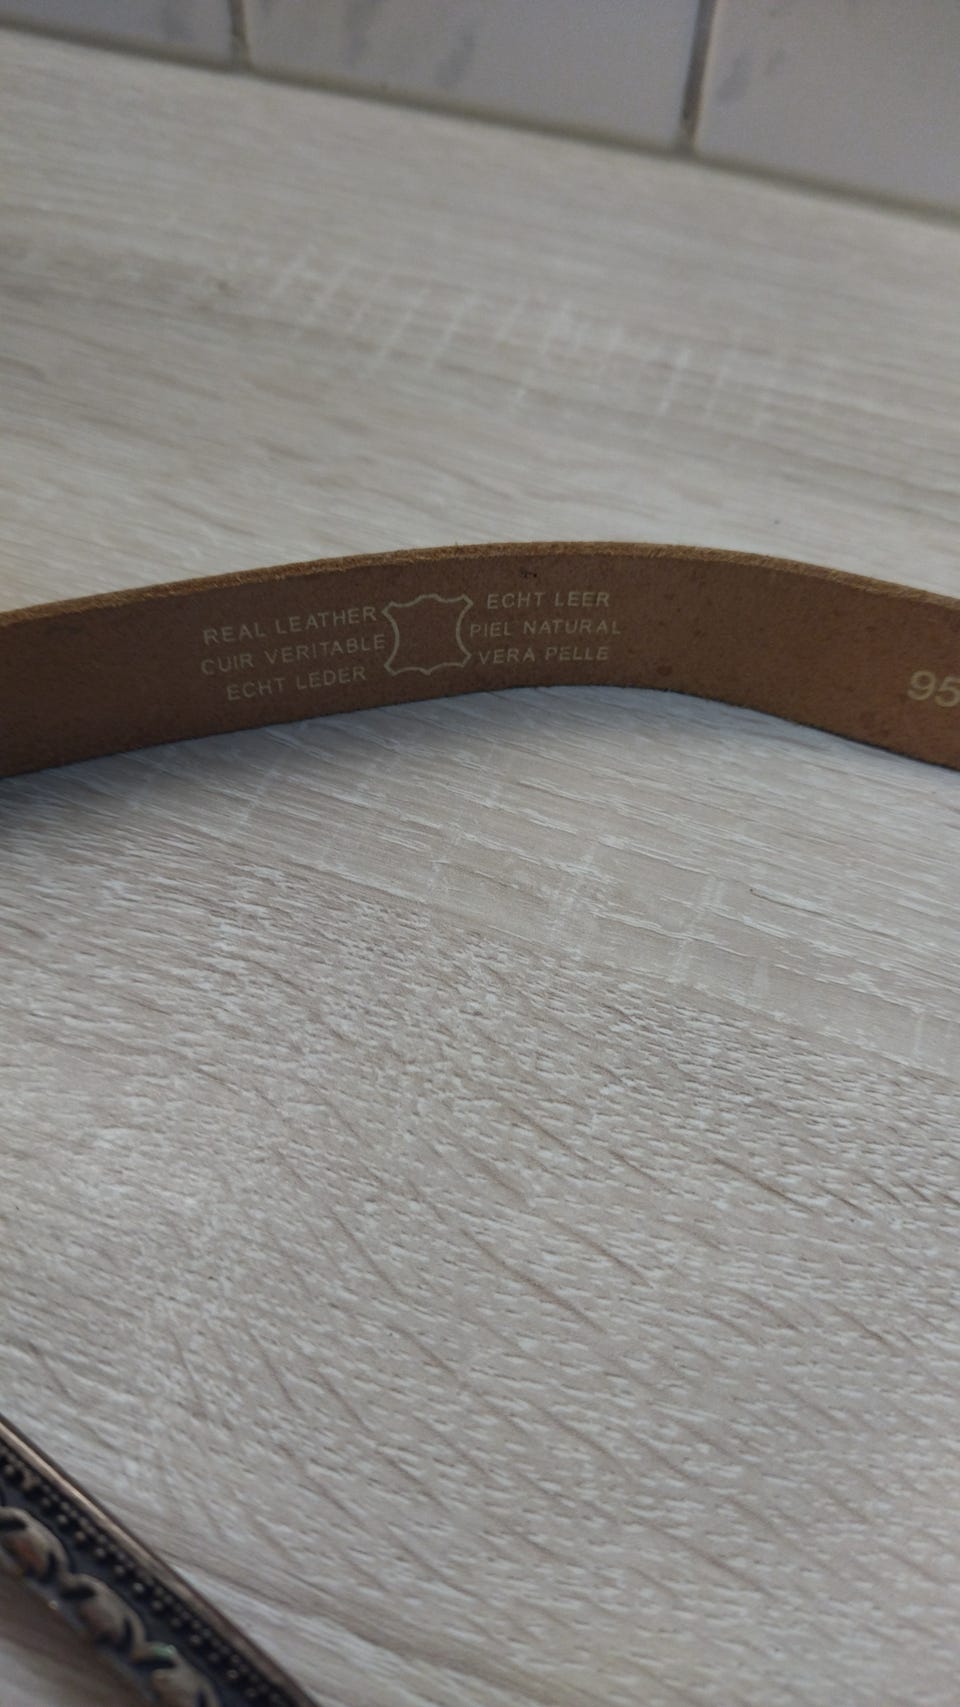 REAL LEATHER
CUIR VERITABLE
ECHT LEDER
ECHT LEER
PIEL NATURAL
VERA PELLE
95